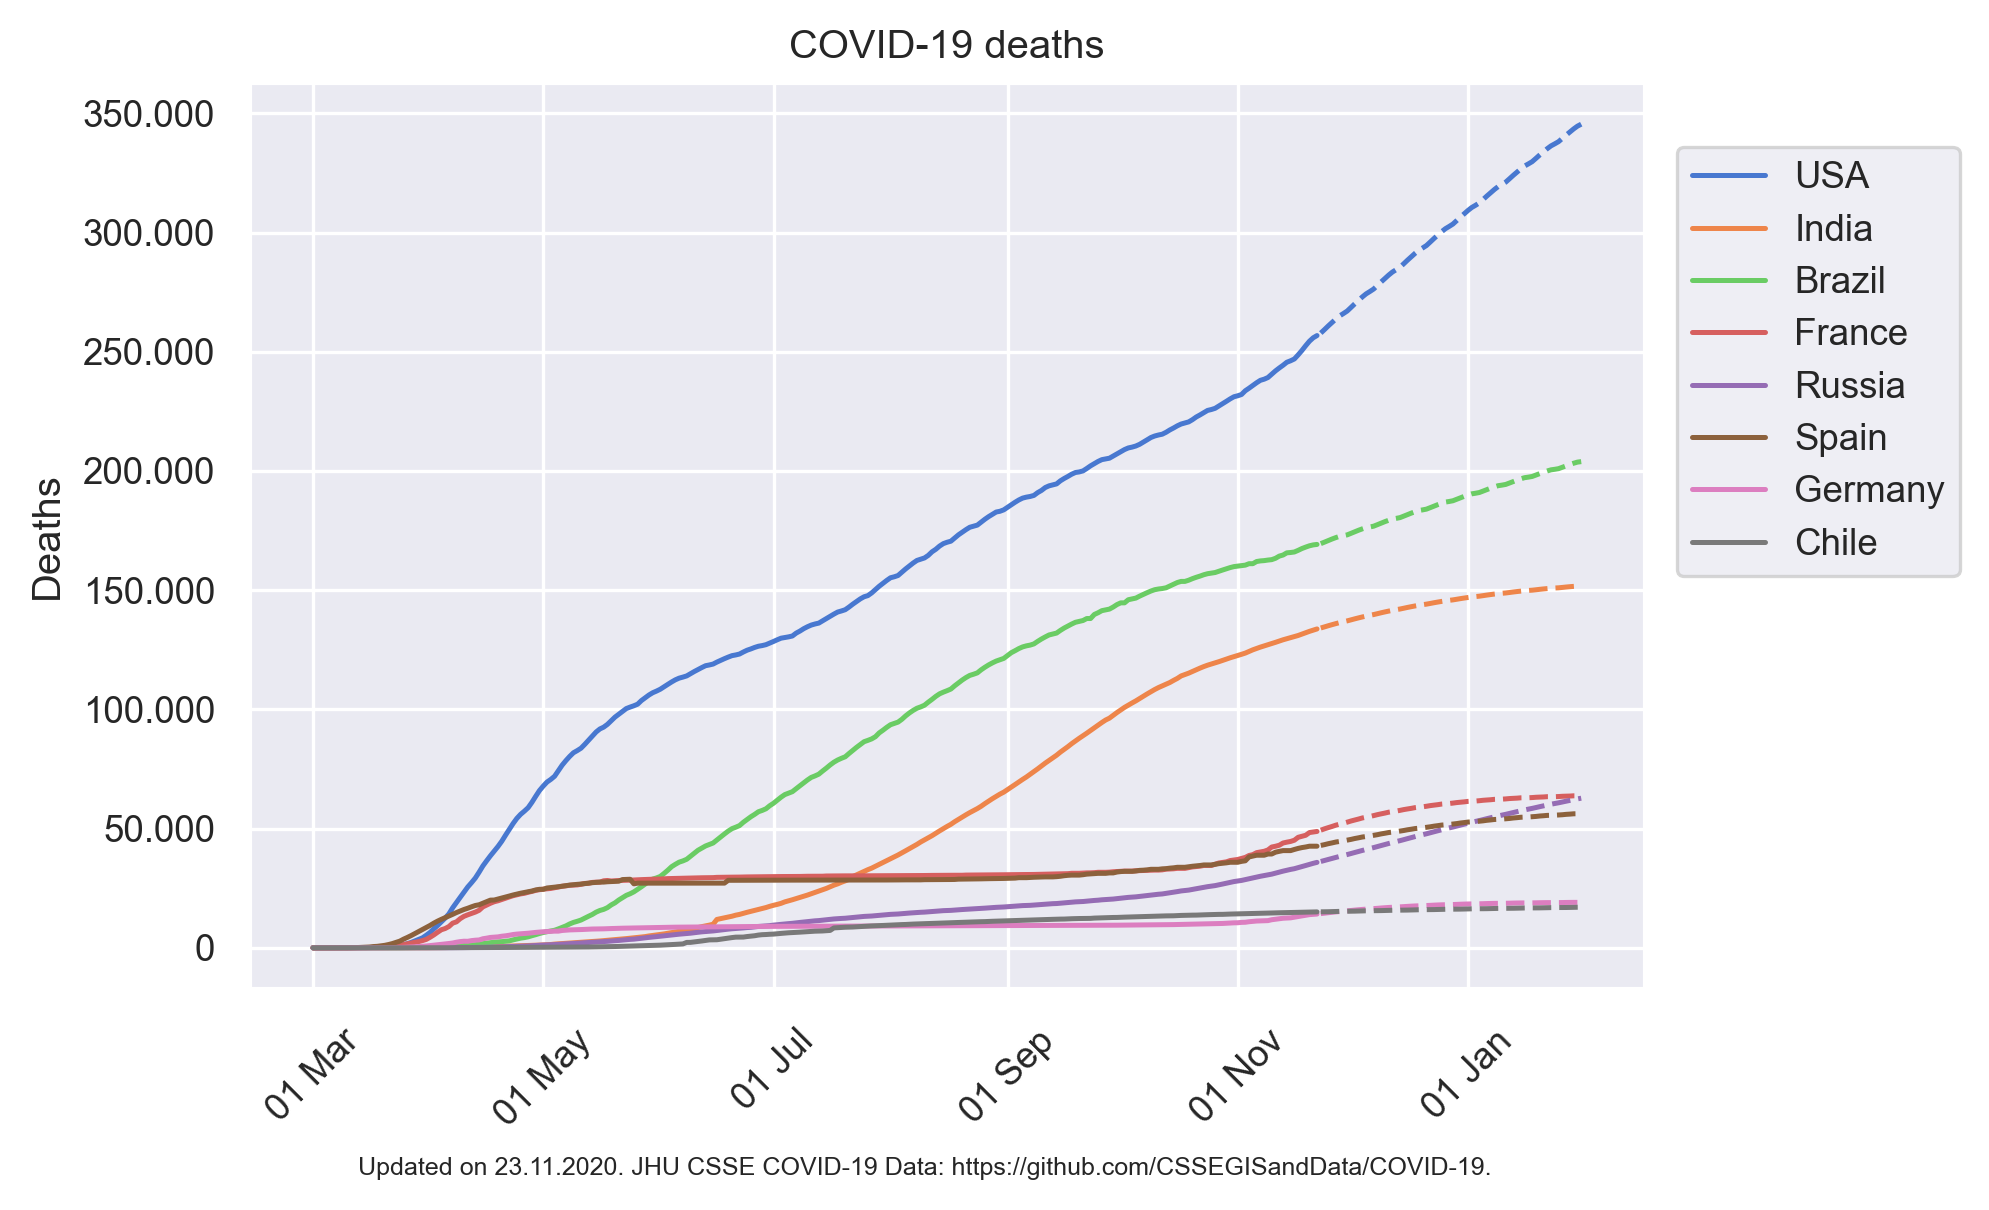 COVID-19 deaths
350.000
300.000
250.000
200.000
150.000
100.000
50.000
0
Deaths
01 Mar
01 May
01 Jul
01 Sep
01 Nov
01 Jan
USA
India
Brazil
France
Russia
Spain
Germany
Chile
Updated on 23.11.2020. JHU CSSE COVID-19 Data: https://github.com/CSSEGISandData/COVID-19.